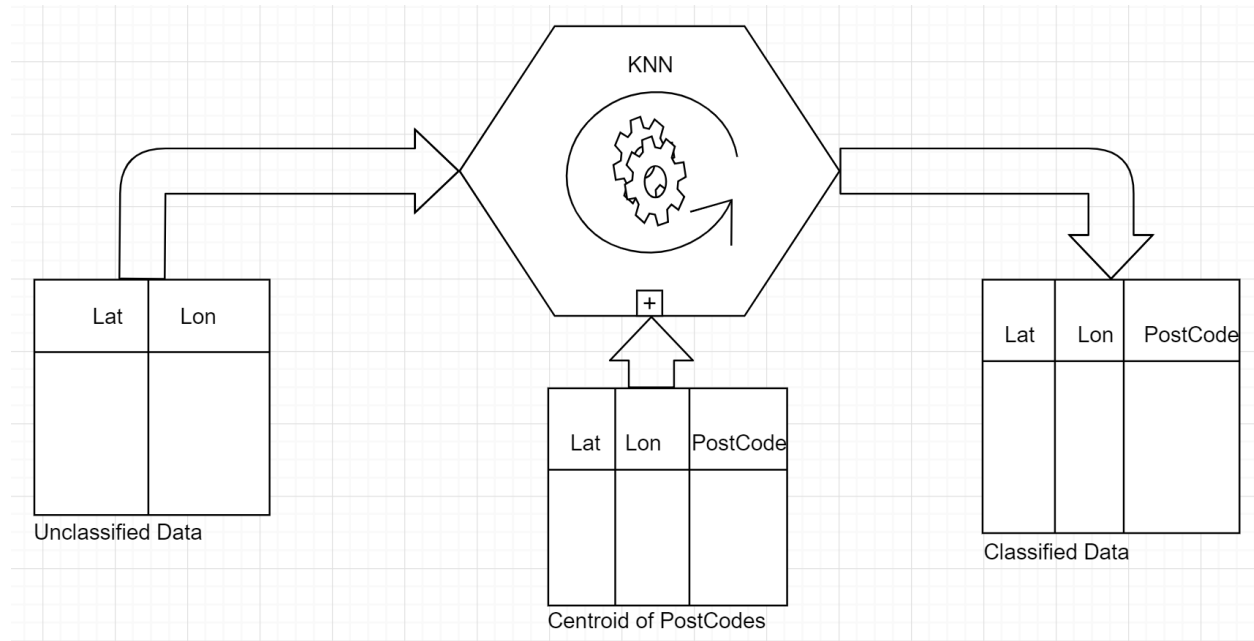 KNN
+
Lat Lon
Unclassified Data
Lat Lon PostCode
Centroid of PostCodes
Lat Lon PostCode
Classified Data